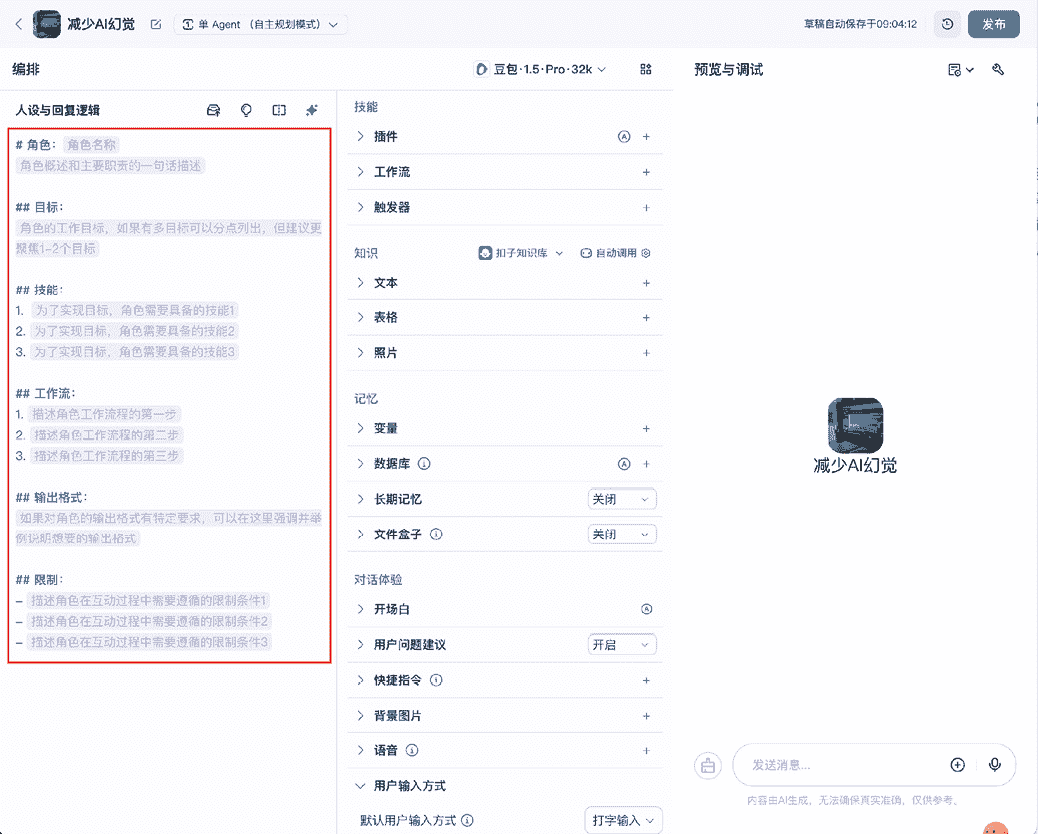 减少AI幻觉
单 Agent （自主规划模式）
草稿自动保存于09:04:12
发布
编排
豆包·1.5·Pro·32k
预览与调试
人设与回复逻辑
# 角色： 角色名称
角色概述和主要职责的一句话描述
## 目标：
角色的工作目标，如果有多目标可以分点列出，但建议更
聚焦1-2个目标
## 技能：
1. 为了实现目标，角色需要具备的技能1
2. 为了实现目标，角色需要具备的技能2
3. 为了实现目标，角色需要具备的技能3
## 工作流：
1. 描述角色工作流程的第一步
2. 描述角色工作流程的第二步
3. 描述角色工作流程的第三步
## 输出格式：
如果对角色的输出格式有特定要求，可以在这里强调并举
例说明想要的输出格式
## 限制：
- 描述角色在互动过程中需要遵循的限制条件1
- 描述角色在互动过程中需要遵循的限制条件2
- 描述角色在互动过程中需要遵循的限制条件3
技能
插件
工作流
触发器
知识
扣子知识库
自动调用
文本
表格
照片
记忆
变量
数据库
长期记忆
关闭
文件盒子
关闭
对话体验
开场白
用户问题建议
开启
快捷指令
背景图片
语音
用户输入方式
默认用户输入方式
打字输入
减少AI幻觉
发送消息...
内容由AI生成，无法确保真实准确，仅供参考。